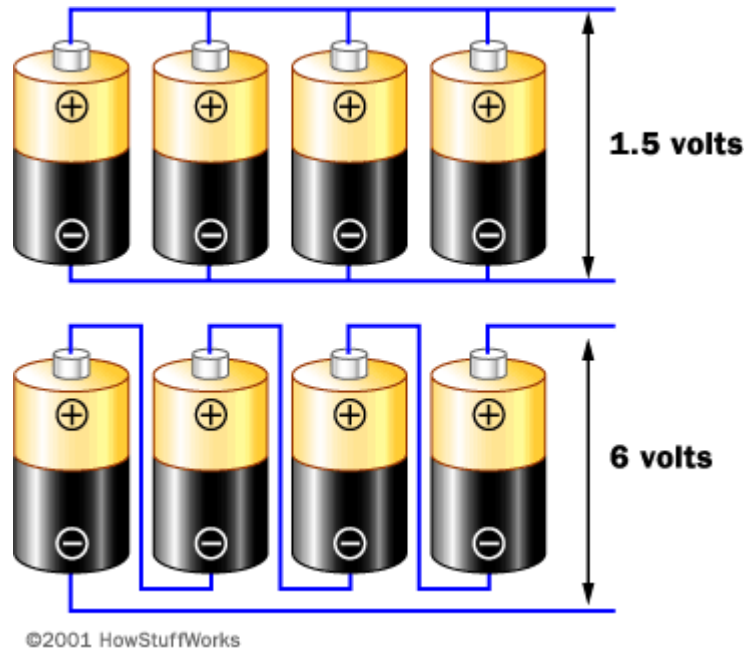 + + + +
1.5 volts
− − − −
+ + + +
6 volts
− − − −
©2001 HowStuffWorks